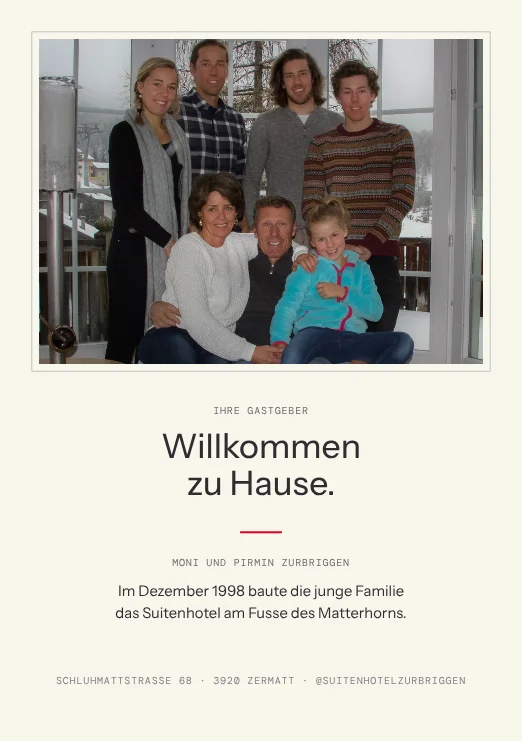 IHRE GASTGEBER
Willkommen
zu Hause.
MONI UND PIRMIN ZURBRIGGEN
Im Dezember 1998 baute die junge Familie
das Suitenhotel am Fusse des Matterhorns.
SCHLUHMATTSTRASSE 68 · 3920 ZERMATT · @SUITENHOTELZURBRIGGEN